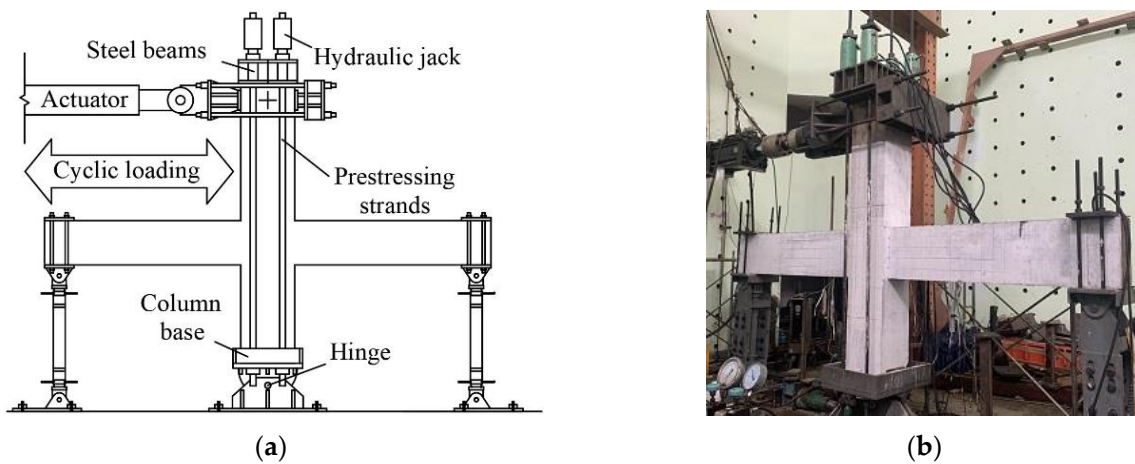 Steel beams
Hydraulic jack
Actuator
Cyclic loading
Prestressing
strands
Column
base
Hinge
(a)
(b)